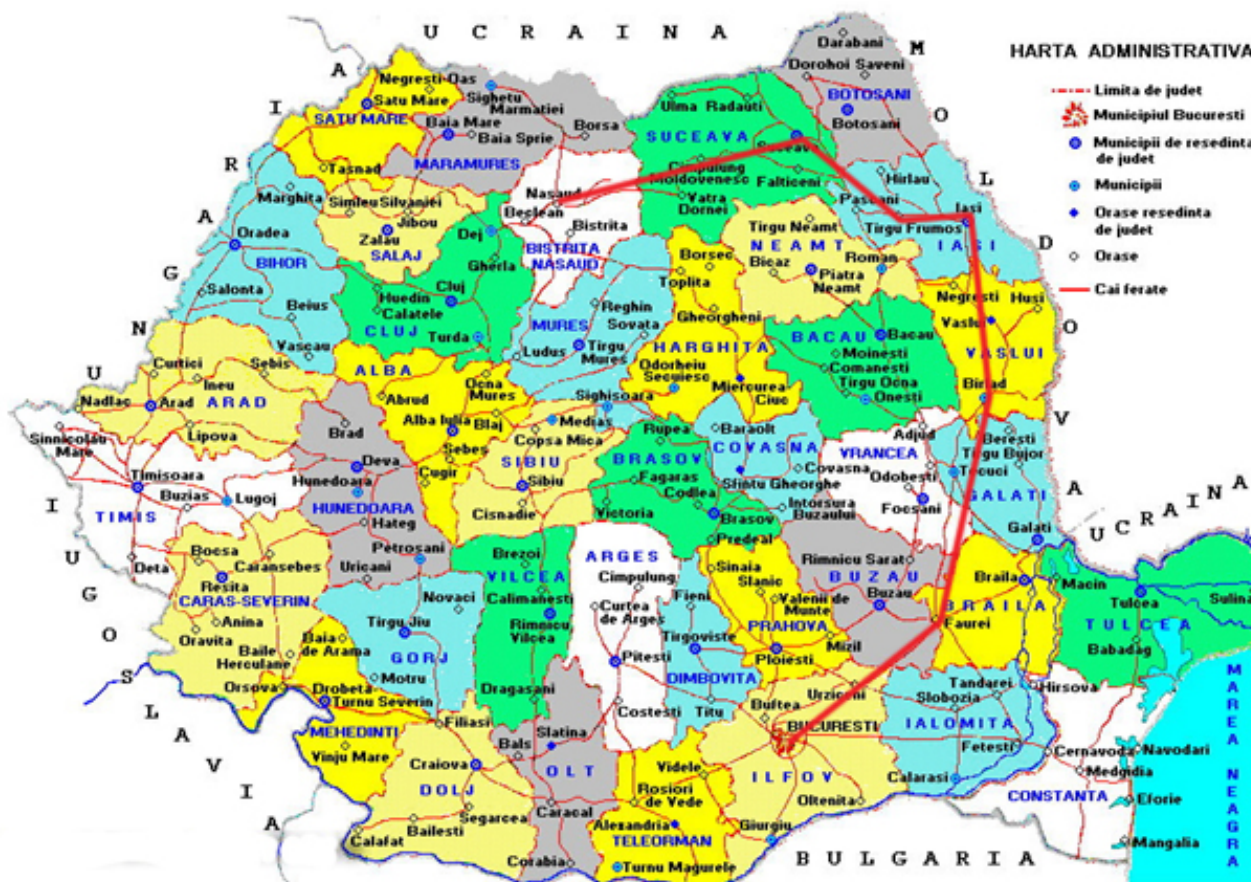 UCRAINA
MOLDOVA
UCRAINA
UNGARIA
IUGOSLAVIA
BULGARIA
MAREA NEAGRA
HARTA ADMINISTRATIVA
Limita de judet
Municipiul Bucuresti
Municipii de resedinta
de judet
Municipii
Orase resedinta
de judet
Orase
Cai ferate
Darabani
Dorohoi Saveni
BOTOSANI
Botosani
Negresti-Oas
Satu Mare
SATU MARE
Tasnad
Sighetu
Marmatiei
Baia Mare
Baia Sprie
Borsa
MARAMURES
Ulma Radauti
SUCEAVA
Suceava
Cimpulung
Moldovenesc
Falticeni
Vatra
Dornei
Hirlau
Pascani
Iasi
Tirgu Frumos
IASI
Marghita
Oradea
BIHOR
Salonta
Beius
Vascau
Simleu Silvaniei
Jibou
Zalau
SALAJ
Dej
Gherla
Cluj
Huedin
Calatele
CLUJ
Turda
Nasaud
Beclean
Bistrita
BISTRITA
NASAUD
Tirgu Neamt
NEAMT
Roman
Bicaz
Piatra
Neamt
Borsec
Toplita
Gheorgheni
HARGHITA
Odorheiu
Secuiesc
Miercurea
Ciuc
Reghin
MURES
Sovata
Ludus
Tirgu
Mures
Sighisoara
Bacau
BACAU
Moinesti
Comanesti
Tirgu Ocna
Onesti
Negresti
Husi
Vaslui
VASLUI
Birlad
Curtici
Sebis
Ineu
ARAD
Nadlac
Arad
Lipova
ALBA
Abrud
Ocna
Mures
Alba Iulia
Blaj
Sebes
Cugir
Medias
Copsa Mica
SIBIU
Sibiu
Cisnadie
Rupea
BRASOV
Fagaras
Codlea
Victoria
Brasov
Predeal
Baraolt
COVASNA
Covasna
Sfintu Gheorghe
Intorsura
Buzaului
Adjud
VRANCEA
Odobesti
Focsani
Beresti
Tirgu Bujor
Tecuci
GALATI
Galati
Sinnicolau
Mare
Timisoara
Buzias
Lugoj
TIMIS
Deta
Brad
Deva
Hunedoara
HUNEDOARA
Hateg
Petrosani
Uricani
Bocsa
Caransebes
Resita
CARAS-SEVERIN
Anina
Oravita
Baile
Herculane
Orsova
Baia
de Arama
Drobeta
Turnu Severin
MEHEDINTI
Vinju Mare
Novaci
Tirgu Jiu
GORJ
Motru
Brezoi
VILCEA
Calimanesti
Rimnicu
Vilcea
Dragasani
ARGES
Cimpulung
Curtea
de Arges
Pitesti
Costesti
Fieni
Tirgoviste
DIMBOVITA
Titu
Sinaia
Slanic
Valenii de
Munte
PRAHOVA
Ploiesti
Mizil
Rimnicu Sarat
BUZAU
Buzau
Braila
BRAILA
Faurei
Macin
Tulcea
Sulina
TULCEA
Babadag
Filiasi
Craiova
DOLJ
Segarcea
Bailesti
Calafat
Slatina
Bals
OLT
Caracal
Corabia
Videle
Rosiori
de Vede
Alexandria
TELEORMAN
Turnu Magurele
Urziceni
Buftea
BUCURESTI
ILFOV
Oltenita
Giurgiu
Tandarei
Slobozia
IALOMITA
Fetesti
Calarasi
Hirsova
Cernavoda
Navodari
Medgidia
CONSTANTA
Eforie
Mangalia